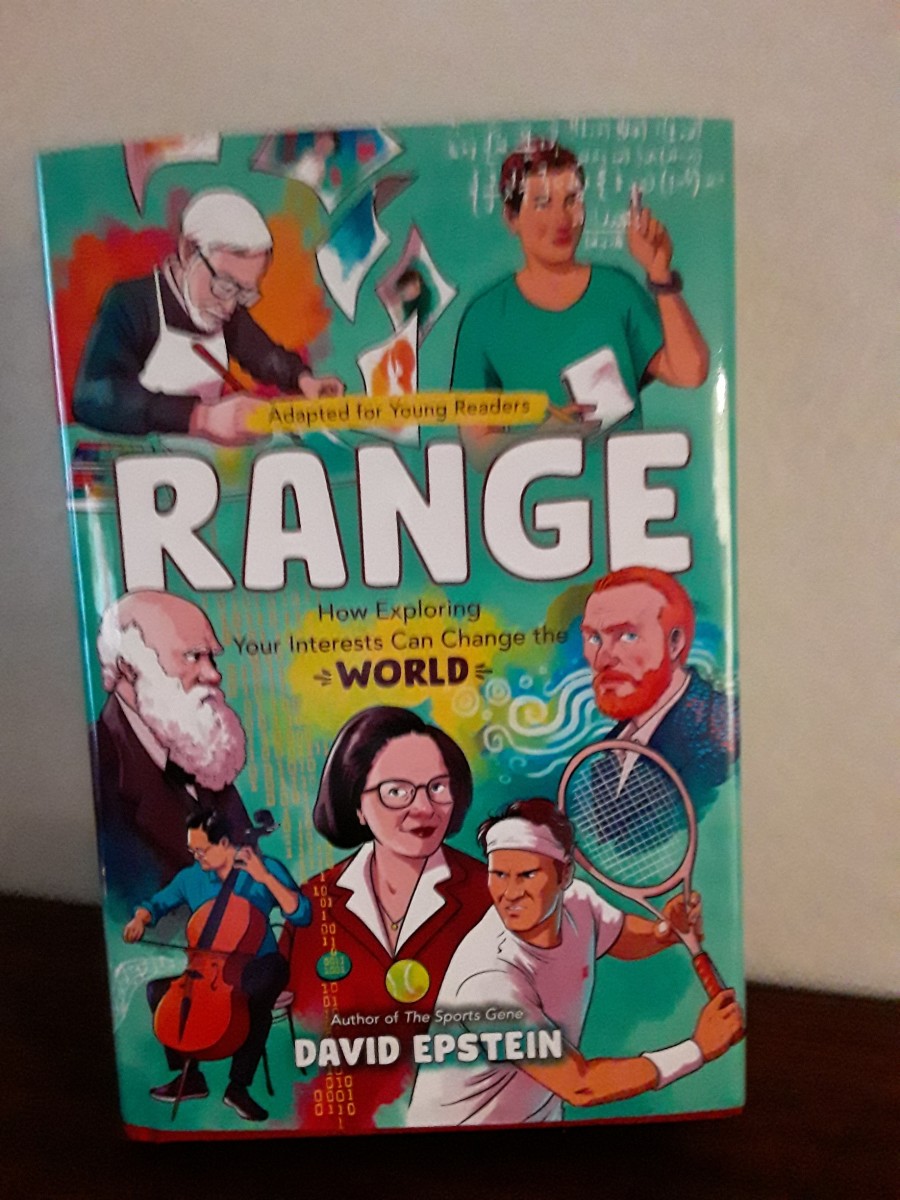 Adapted for Young Readers
RANGE
How Exploring
Your Interests Can Change the
WORLD
Author of The Sports Gene
DAVID EPSTEIN